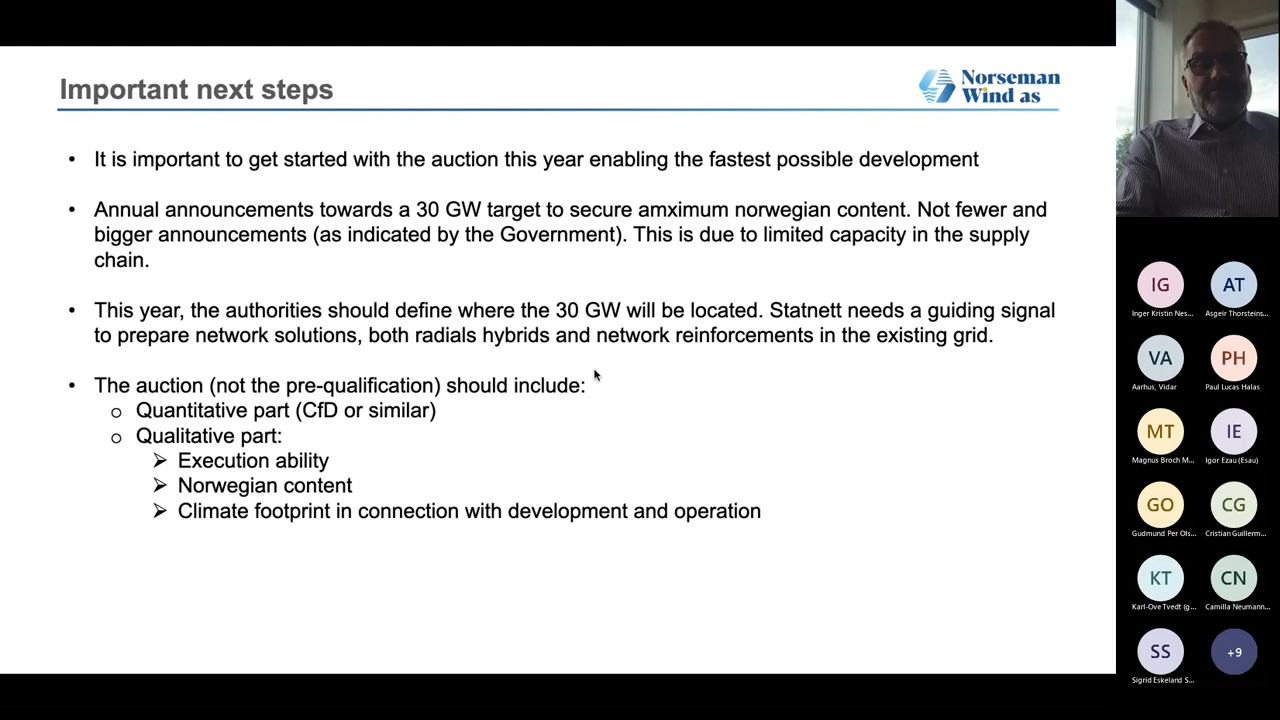 Important next steps
Norseman
Wind as
• It is important to get started with the auction this year enabling the fastest possible development
• Annual announcements towards a 30 GW target to secure amximum norwegian content. Not fewer and
bigger announcements (as indicated by the Government). This is due to limited capacity in the supply
chain.
• This year, the authorities should define where the 30 GW will be located. Statnett needs a guiding signal
to prepare network solutions, both radials hybrids and network reinforcements in the existing grid.
• The auction (not the pre-qualification) should include:
o Quantitative part (CfD or similar)
o Qualitative part:
➢ Execution ability
➢ Norwegian content
➢ Climate footprint in connection with development and operation
IG AT
Inger Kristin Nes... Asgeir Thorsteins...
VA PH
Aarhus, Vidar Paul Lucas Halas
MT IE
Magnus Broch M... Igor Ezau (Esau)
GO CG
Gudmund Per Ols... Cristian Guillerm...
KT CN
Karl-Ove Tvedt (g... Camilla Neumann...
SS +9
Sigrid Eskeland S...